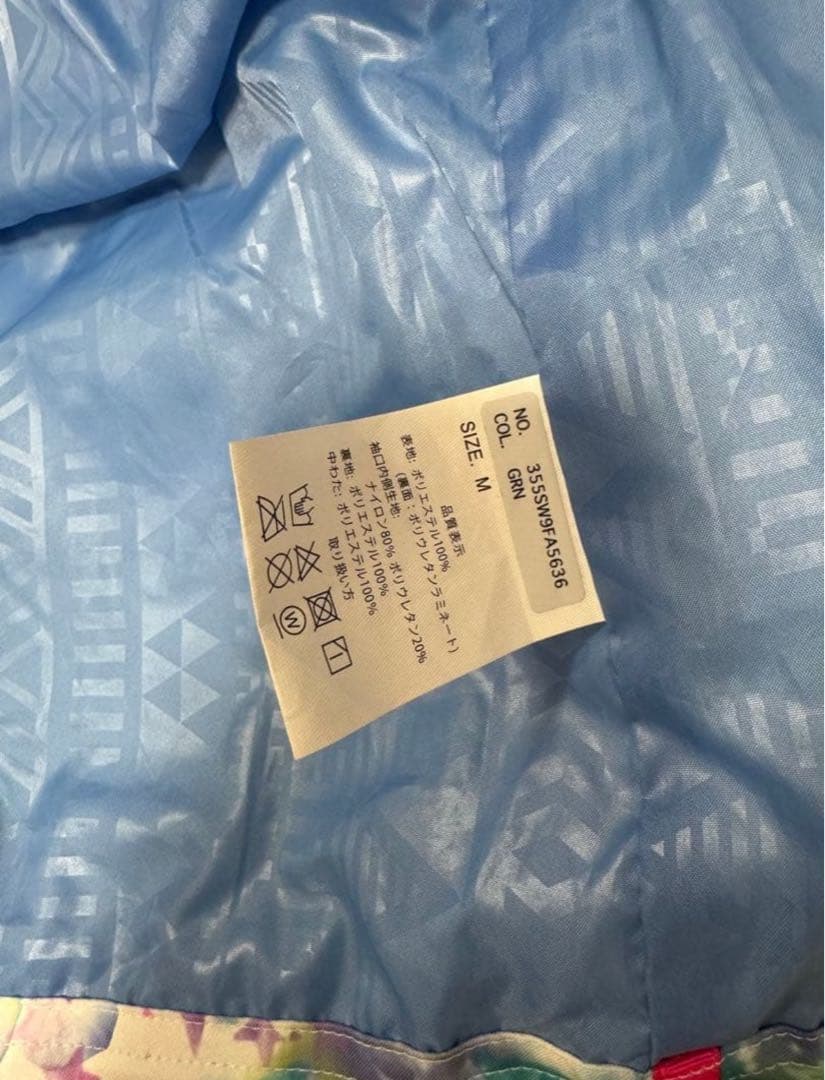 NO. 355SW9FA5636
COL. GRN
SIZE. M
品質表示
表地: ポリエステル100%
(裏面:ポリウレタンラミネート)
袖口内側生地:
ナイロン80% ポリウレタン20%
裏地: ポリエステル100%
中わた: ポリエステル100%
取り扱い方
W